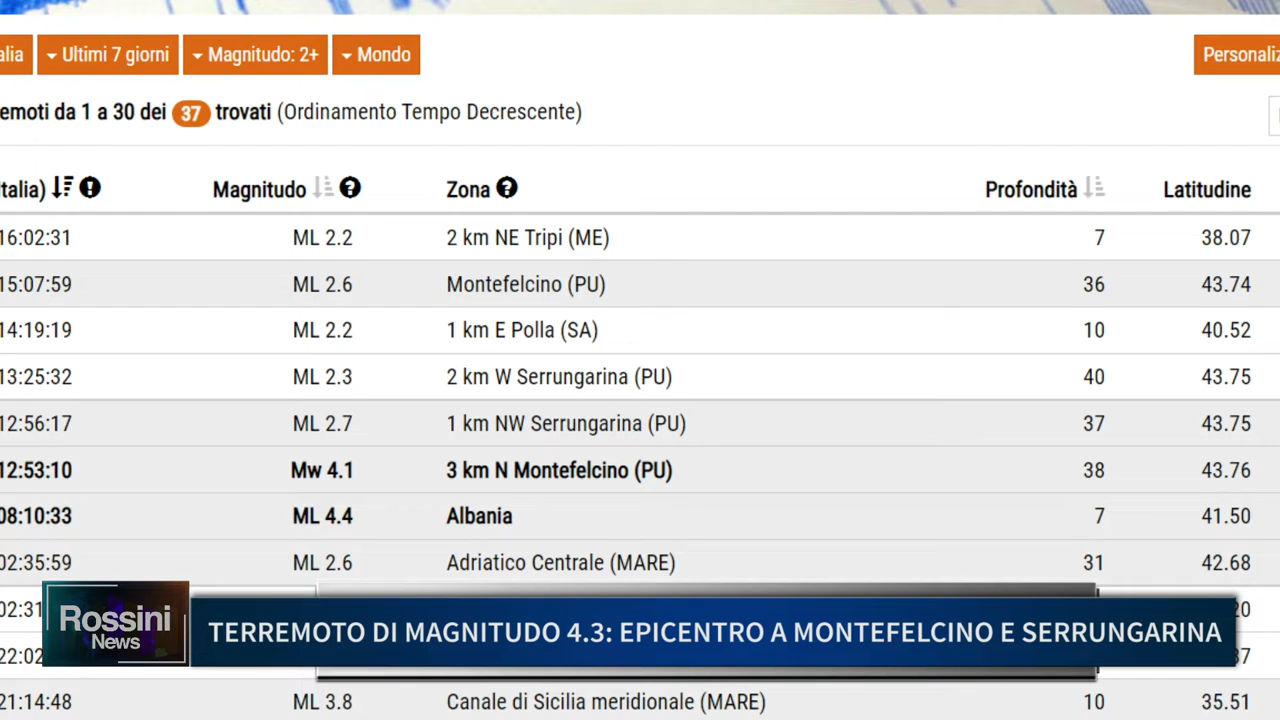 alia Ultimi 7 giorni Magnitudo: 2+ Mondo Personaliz
emoti da 1 a 30 dei 37 trovati (Ordinamento Tempo Decrescente)
talia) Magnitudo Zona Profondità Latitudine
16:02:31 ML 2.2 2 km NE Tripi (ME) 7 38.07
15:07:59 ML 2.6 Montefelcino (PU) 36 43.74
14:19:19 ML 2.2 1 km E Polla (SA) 10 40.52
13:25:32 ML 2.3 2 km W Serrungarina (PU) 40 43.75
12:56:17 ML 2.7 1 km NW Serrungarina (PU) 37 43.75
12:53:10 Mw 4.1 3 km N Montefelcino (PU) 38 43.76
08:10:33 ML 4.4 Albania 7 41.50
02:35:59 ML 2.6 Adriatico Centrale (MARE) 31 42.68
02:31 20
Rossini
News
TERREMOTO DI MAGNITUDO 4.3: EPICENTRO A MONTEFELCINO E SERRUNGARINA
22:02 37
21:14:48 ML 3.8 Canale di Sicilia meridionale (MARE) 10 35.51